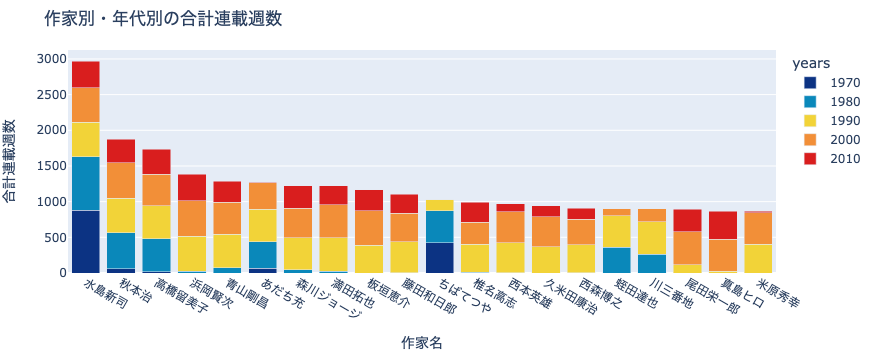 作家別・年代別の合計連載週数
years
1970
1980
1990
2000
2010
合計連載週数
3000
2500
2000
1500
1000
500
0
水島新司
秋本治
高橋留美子
浜岡賢次
青山剛昌
あだち充
森川ジョージ
満田拓也
板垣恵介
藤田和日郎
ちばてつや
椎名高志
西本英雄
久米田康治
西森博之
蛭田達也
川三番地
尾田栄一郎
真島ヒロ
米原秀幸
作家名